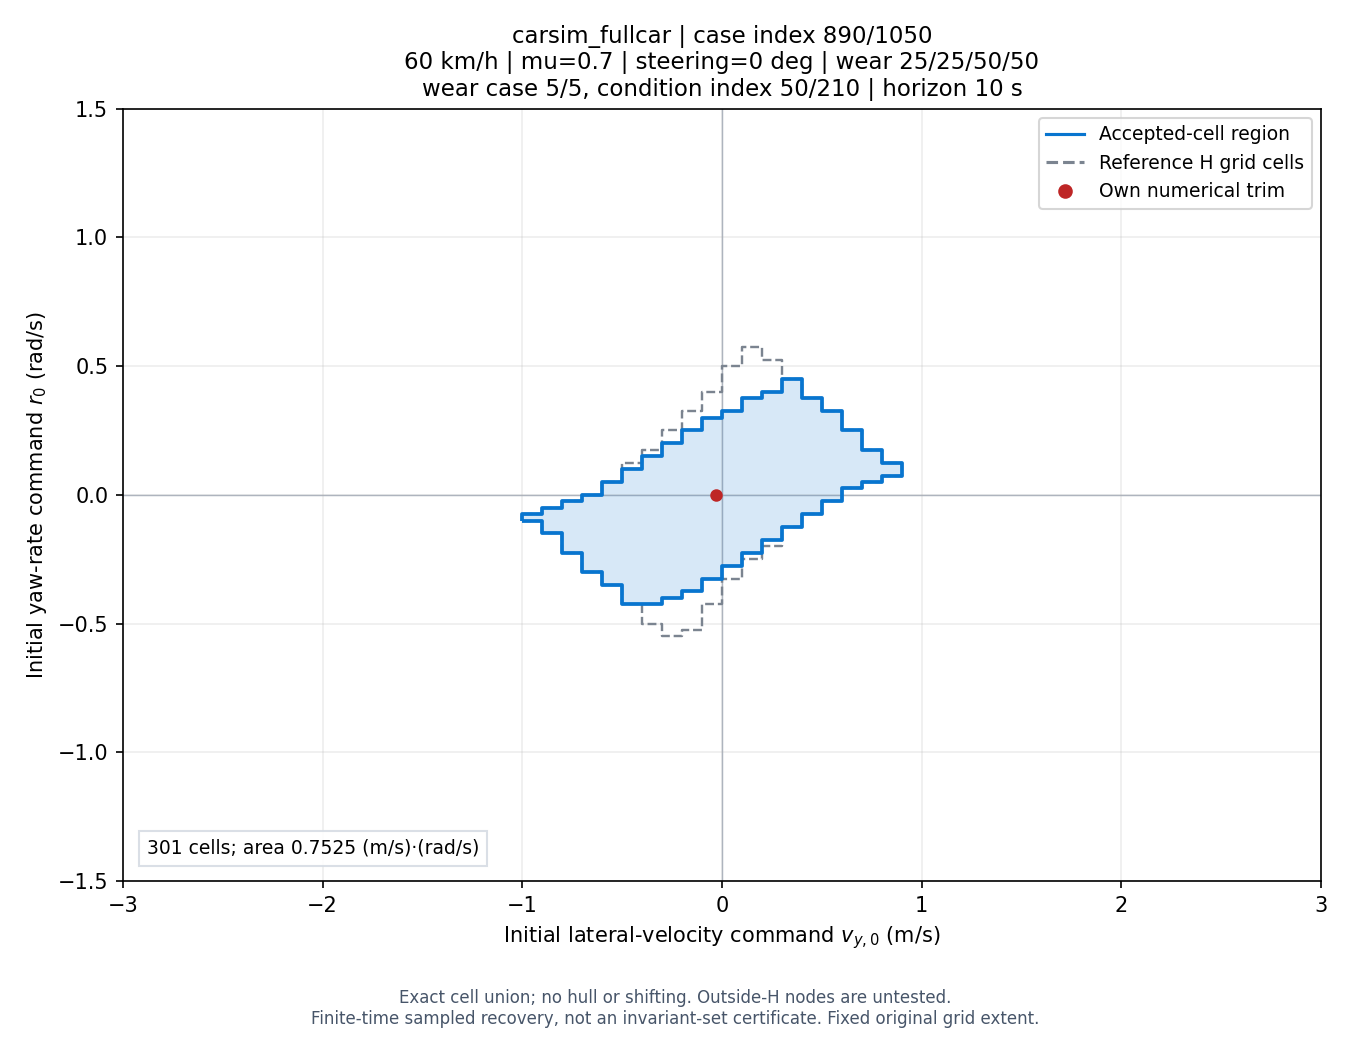 carsim_fullcar | case index 890/1050
60 km/h | mu=0.7 | steering=0 deg | wear 25/25/50/50
wear case 5/5, condition index 50/210 | horizon 10 s
1.5
1.0
0.5
0.0
−0.5
−1.0
−1.5
Initial yaw-rate command r0 (rad/s)
Accepted-cell region
Reference H grid cells
Own numerical trim
301 cells; area 0.7525 (m/s)·(rad/s)
−3
−2
−1
0
1
2
3
Initial lateral-velocity command vy,0 (m/s)
Exact cell union; no hull or shifting. Outside-H nodes are untested.
Finite-time sampled recovery, not an invariant-set certificate. Fixed original grid extent.